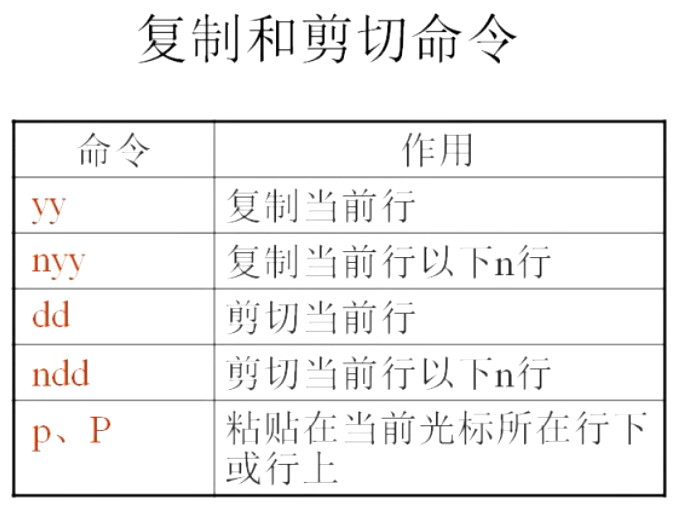 复制和剪切命令
命令 作用
yy 复制当前行
nyy 复制当前行以下n行
dd 剪切当前行
ndd 剪切当前行以下n行
p、P 粘贴在当前光标所在行下
或行上